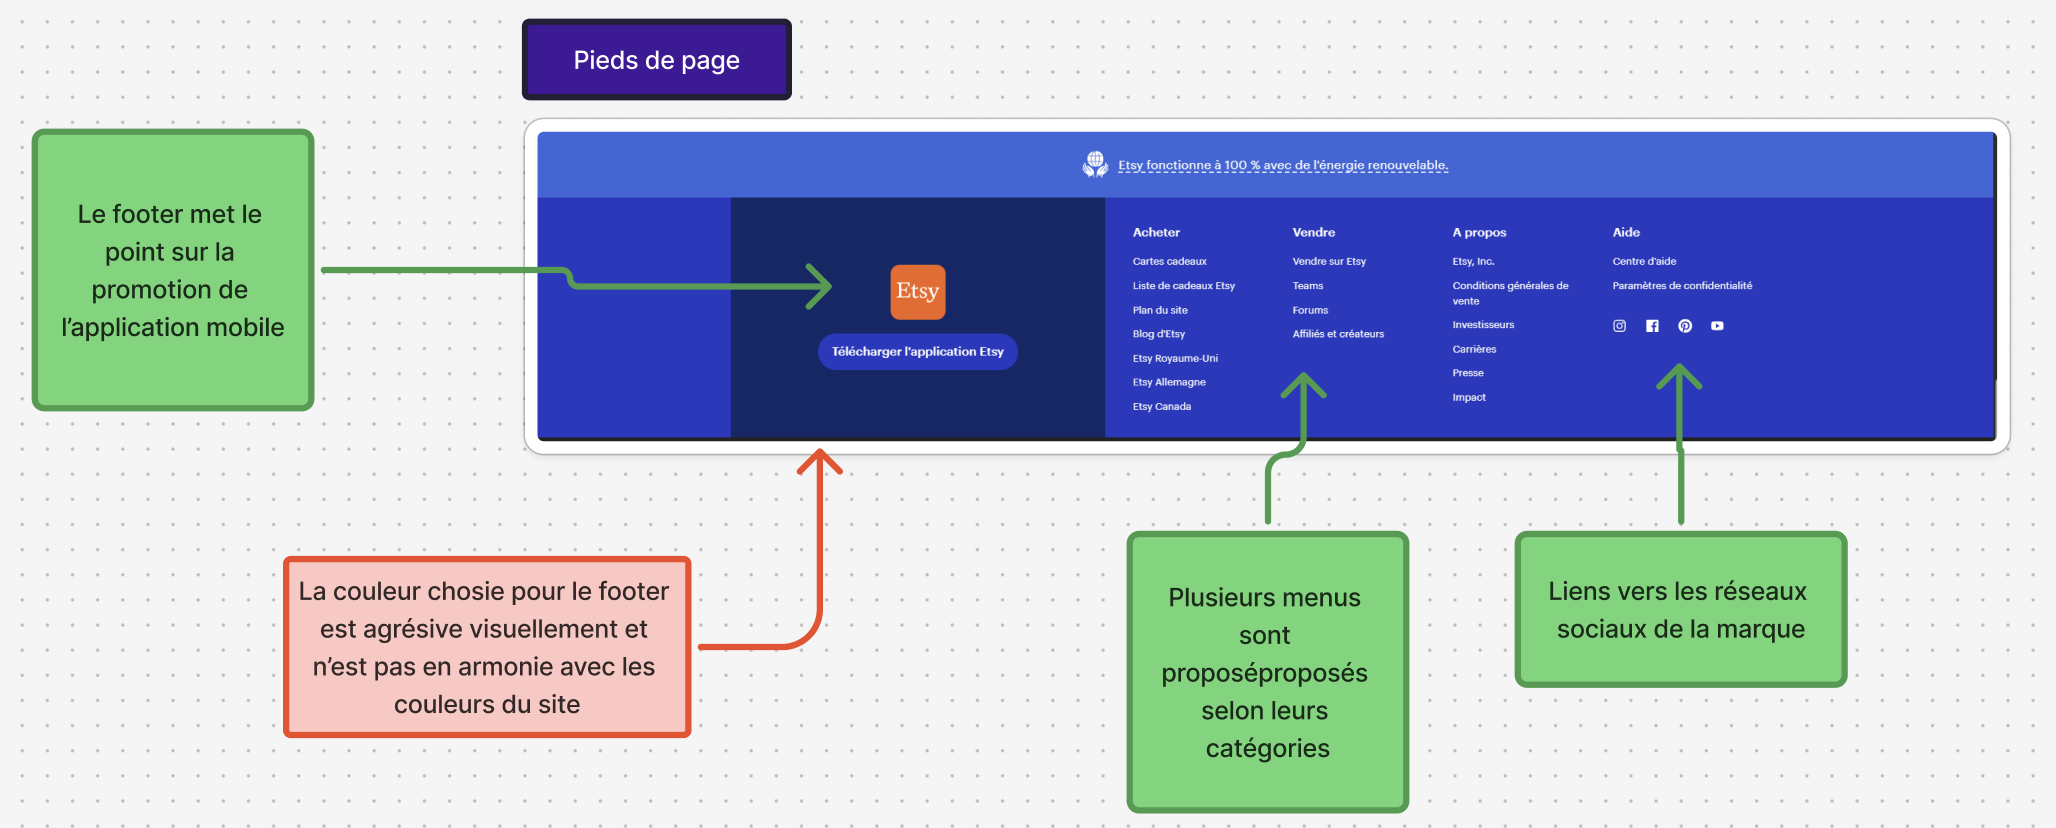 Pieds de page
Le footer met le
point sur la
promotion de
l’application mobile
Etsy fonctionne à 100 % avec de l'énergie renouvelable.
Etsy
Télécharger l'application Etsy
Acheter
Cartes cadeaux
Liste de cadeaux Etsy
Plan du site
Blog d'Etsy
Etsy Royaume-Uni
Etsy Allemagne
Etsy Canada
Vendre
Vendre sur Etsy
Teams
Forums
Affiliés et créateurs
A propos
Etsy, Inc.
Conditions générales de
vente
Investisseurs
Carrières
Presse
Impact
Aide
Centre d'aide
Paramètres de confidentialité
La couleur chosie pour le footer
est agrésive visuellement et
n’est pas en armonie avec les
couleurs du site
Plusieurs menus
sont
proposéproposés
selon leurs
catégories
Liens vers les réseaux
sociaux de la marque